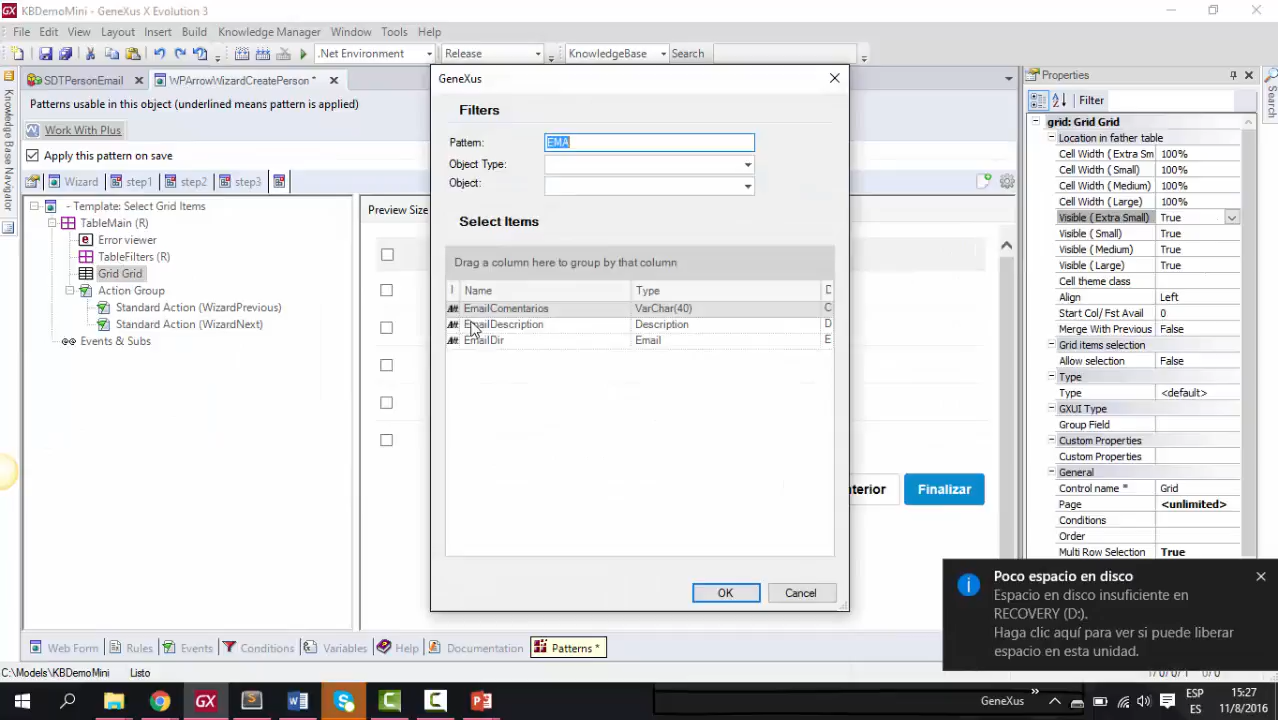 KBDemoMini - GeneXus X Evolution 3
File Edit View Layout Insert Build Knowledge Manager Window Tools Help
.Net Environment Release KnowledgeBase Search
SDTPersonEmail WPArrowWizardCreatePerson *
Patterns usable in this object (underlined means pattern is applied)
Work With Plus
Apply this pattern on save
Wizard step1 step2 step3
- Template: Select Grid Items
TableMain (R)
Error viewer
TableFilters (R)
Grid Grid
Action Group
Standard Action (WizardPrevious)
Standard Action (WizardNext)
Events & Subs
Knowledge Base Navigator
Preview Size
Finalizar
GeneXus
Filters
Pattern: EMA
Object Type:
Object:
Select Items
Drag a column here to group by that column
Name Type D
EmailComentarios VarChar(40) C
EmailDescription Description D
EmailDir Email E
OK Cancel
Properties
Filter
Search
grid: Grid Grid
Location in father table
Cell Width ( Extra Sm 100%
Cell Width ( Small) 100%
Cell Width ( Medium) 100%
Cell Width ( Large) 100%
Visible ( Extra Small) True
Visible ( Small) True
Visible ( Medium) True
Visible ( Large) True
Cell theme class
Align Left
Start Col/ Fst Avail 0
Merge With Previous False
Grid items selection
Allow selection False
Type
Type <default>
GXUI Type
Group Field
Custom Properties
Custom Properties
General
Control name * Grid
Page <unlimited>
Conditions
Order
Multi Row Selection True
Poco espacio en disco
Espacio en disco insuficiente en
RECOVERY (D:).
Haga clic aquí para ver si puede liberar
espacio en esta unidad.
Web Form Rules Events Conditions Variables Help Documentation Patterns *
C:\Models\KBDemoMini Listo
GeneXus
ESP
ES
15:27
11/8/2016